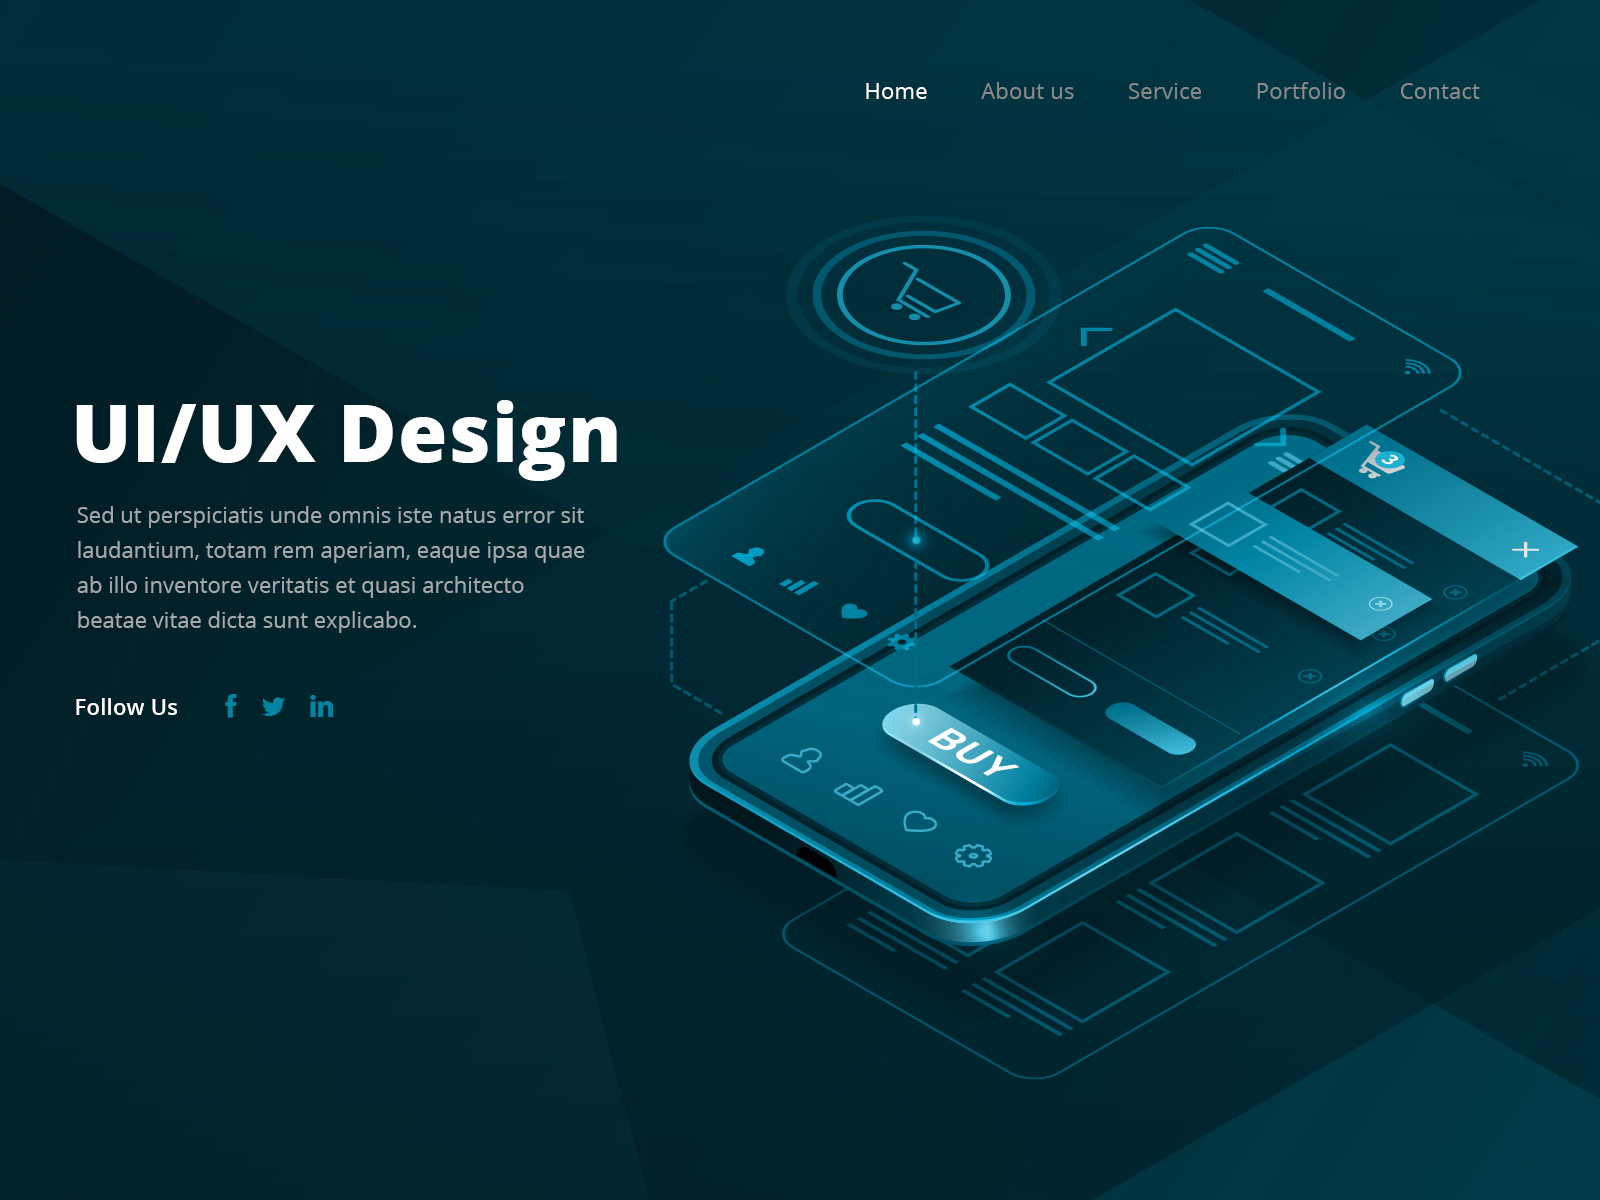 Home About us Service Portfolio Contact
UI/UX Design
Sed ut perspiciatis unde omnis iste natus error sit
laudantium, totam rem aperiam, eaque ipsa quae
ab illo inventore veritatis et quasi architecto
beatae vitae dicta sunt explicabo.
Follow Us f in
3
BUY